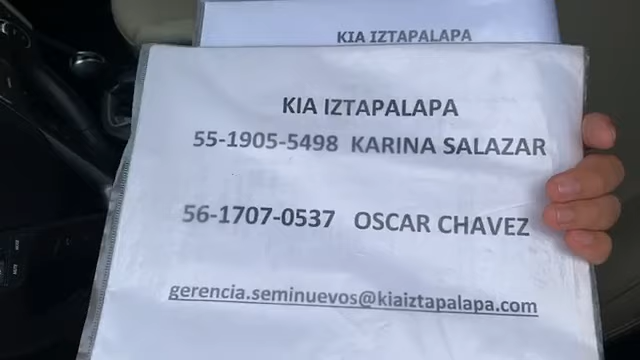 KIA IZTAPALAPA
KIA IZTAPALAPA
55-1905-5498 KARINA SALAZAR
56-1707-0537 OSCAR CHAVEZ
gerencia.seminuevos@kiaiztapalapa.com